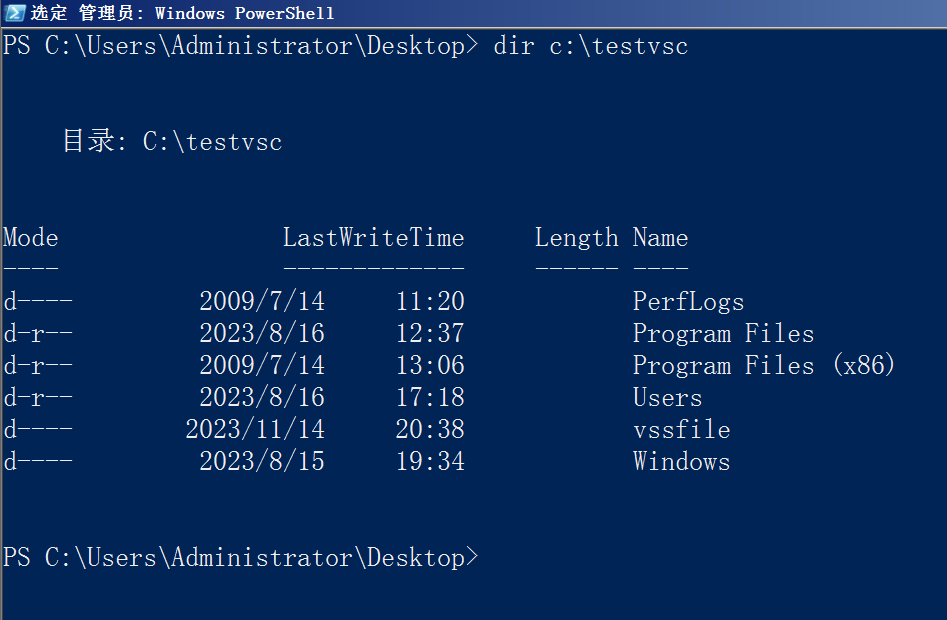 选定 管理员: Windows PowerShell
PS C:\Users\Administrator\Desktop> dir c:\testvsc
目录: C:\testvsc
Mode                LastWriteTime     Length Name
----                -------------     ------ ----
d----         2009/7/14     11:20            PerfLogs
d-r--         2023/8/16     12:37            Program Files
d-r--         2009/7/14     13:06            Program Files (x86)
d-r--         2023/8/16     17:18            Users
d----        2023/11/14     20:38            vssfile
d----         2023/8/15     19:34            Windows
PS C:\Users\Administrator\Desktop>